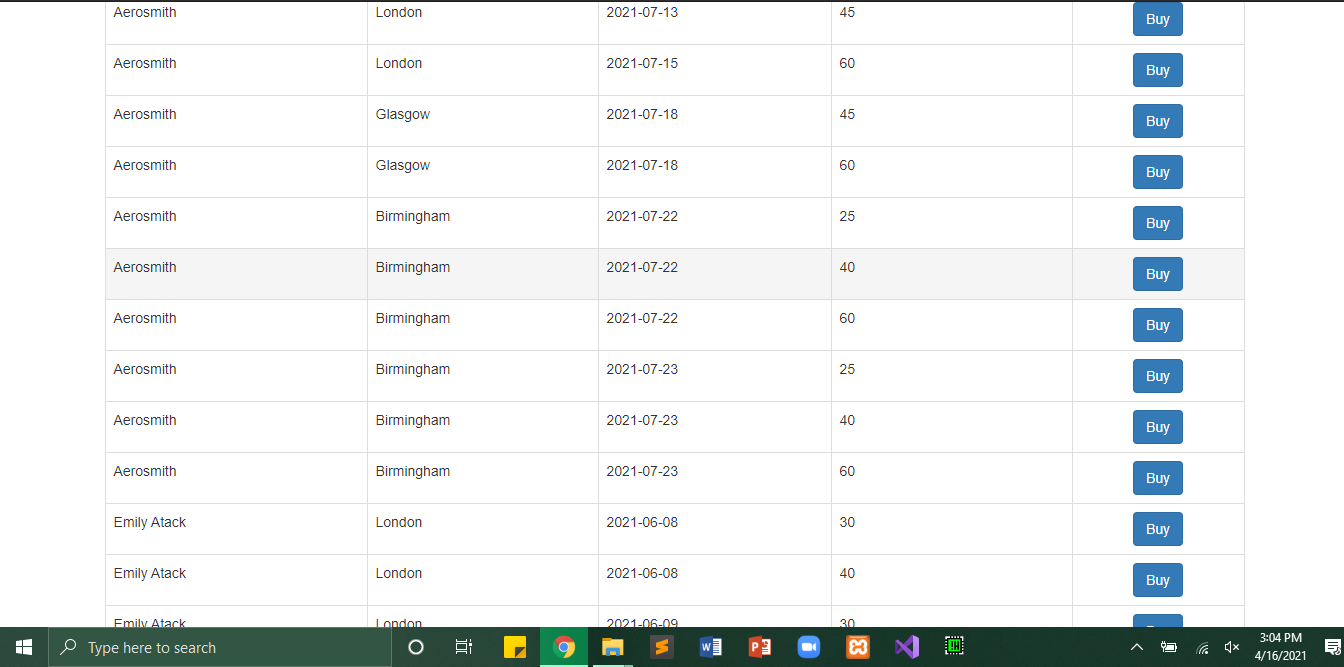 Aerosmith London 2021-07-13 45 Buy
Aerosmith London 2021-07-15 60 Buy
Aerosmith Glasgow 2021-07-18 45 Buy
Aerosmith Glasgow 2021-07-18 60 Buy
Aerosmith Birmingham 2021-07-22 25 Buy
Aerosmith Birmingham 2021-07-22 40 Buy
Aerosmith Birmingham 2021-07-22 60 Buy
Aerosmith Birmingham 2021-07-23 25 Buy
Aerosmith Birmingham 2021-07-23 40 Buy
Aerosmith Birmingham 2021-07-23 60 Buy
Emily Atack London 2021-06-08 30 Buy
Emily Atack London 2021-06-08 40 Buy
Emily Atack London 2021-06-09 30
Type here to search
3:04 PM
4/16/2021